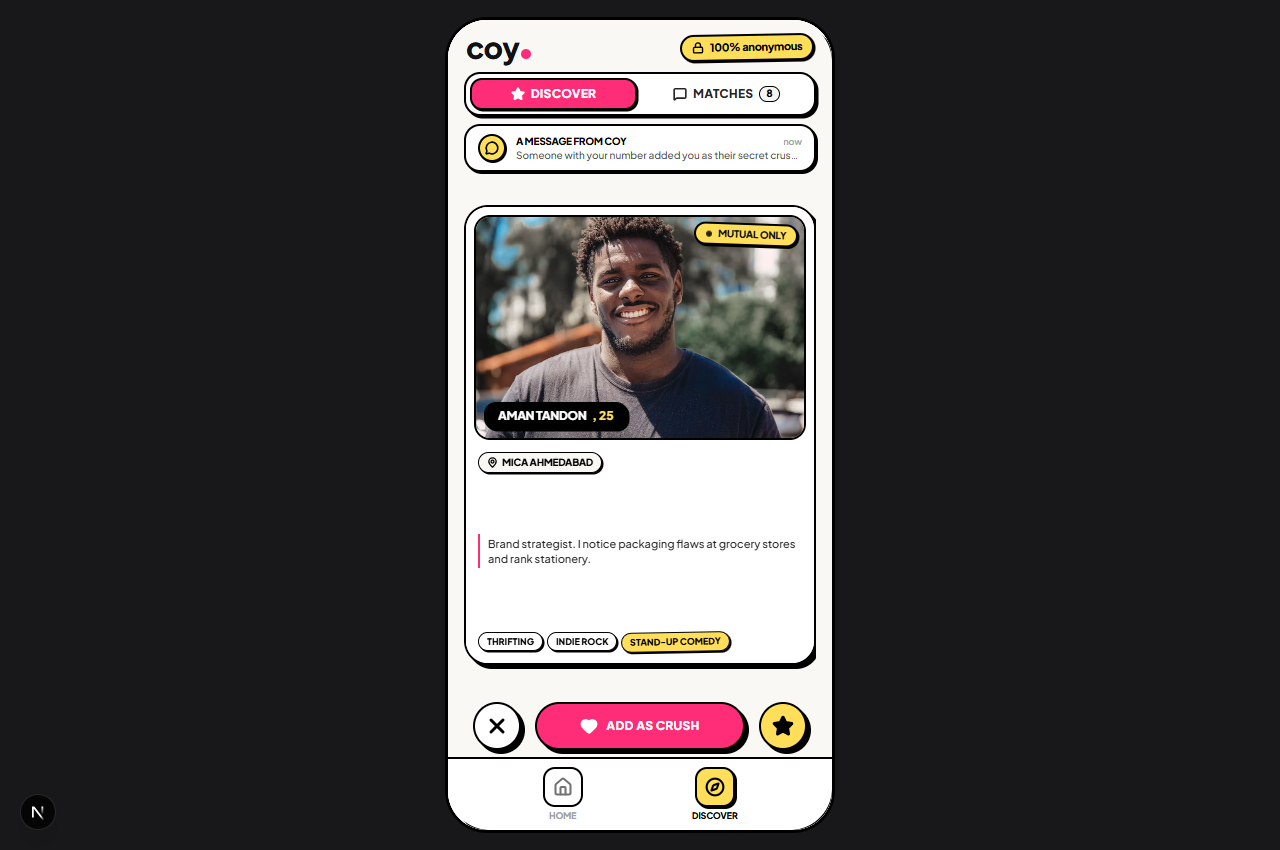 coy.
100% anonymous
DISCOVER
MATCHES 8
A MESSAGE FROM COY
now
Someone with your number added you as their secret crus...
MUTUAL ONLY
AMAN TANDON , 25
MICA AHMEDABAD
Brand strategist. I notice packaging flaws at grocery stores
and rank stationery.
THRIFTING
INDIE ROCK
STAND-UP COMEDY
ADD AS CRUSH
HOME
DISCOVER
N